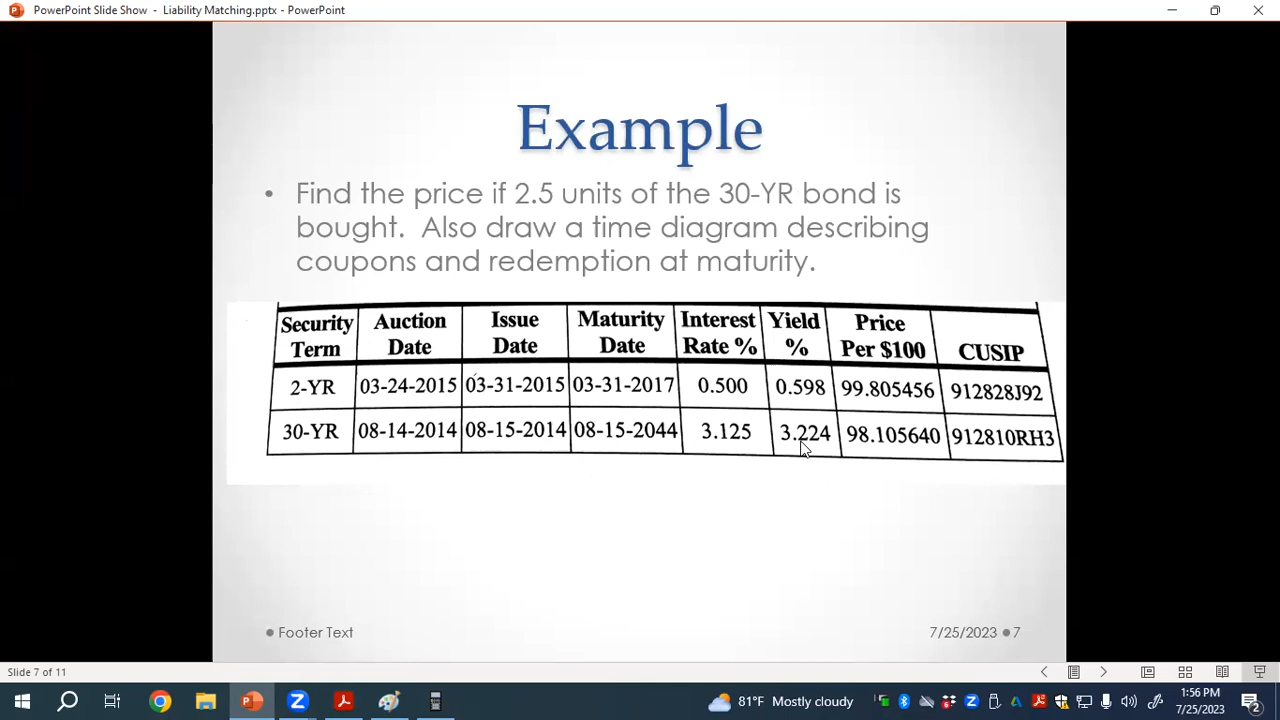 PowerPoint Slide Show - Liability Matching.pptx - PowerPoint
Example
• Find the price if 2.5 units of the 30-YR bond is
bought. Also draw a time diagram describing
coupons and redemption at maturity.
Security Term Auction Date Issue Date Maturity Date Interest Rate % Yield % Price Per $100 CUSIP
2-YR 03-24-2015 03-31-2015 03-31-2017 0.500 0.598 99.805456 912828J92
30-YR 08-14-2014 08-15-2014 08-15-2044 3.125 3.224 98.105640 912810RH3
Footer Text 7/25/2023 7
Slide 7 of 11
81°F Mostly cloudy
1:56 PM
7/25/2023
2